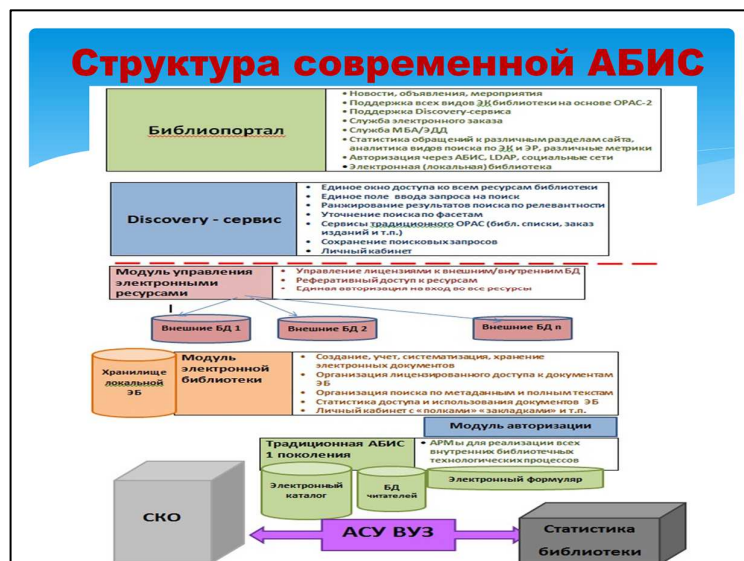 Структура современной АБИС
Библиопортал
• Новости, объявления, мероприятия
• Поддержка всех видов ЭК библиотеки на основе OPAC-2
• Поддержка Discovery-сервиса
• Служба электронного заказа
• Служба МБА/ЭДД
• Статистика обращений к различным разделам сайта,
аналитика видов поиска по ЭК и ЭР, различные метрики
• Авторизация через АБИС, LDAP, социальные сети
• Электронная (локальная) библиотека
Discovery - сервис
• Единое окно доступа ко всем ресурсам библиотеки
• Единое поле ввода запроса на поиск
• Ранжирование результатов поиска по релевантности
• Уточнение поиска по фасетам
• Сервисы традиционного OPAC (библ. списки, заказ
изданий и т.п.)
• Сохранение поисковых запросов
• Личный кабинет
Модуль управления
электронными
ресурсами
• Управление лицензиями к внешним/внутренним БД
• Реферативный доступ к ресурсам
• Единая авторизация на вход во все ресурсы
Внешние БД 1
Внешние БД 2
Внешние БД n
Хранилище
локальной
ЭБ
Модуль
электронной
библиотеки
• Создание, учет, систематизация, хранение
электронных документов
• Организация лицензированного доступа к документам
ЭБ
• Организация поиска по метаданным и полным текстам
• Статистика доступа и использования документов ЭБ
• Личный кабинет с «полками» «закладками» и т.п.
Модуль авторизации
Традиционная АБИС
1 поколения
• АРМы для реализации всех
внутренних библиотечных
технологических процессов
Электронный
каталог
БД
читателей
Электронный формуляр
СКО
АСУ ВУЗ
Статистика
библиотеки